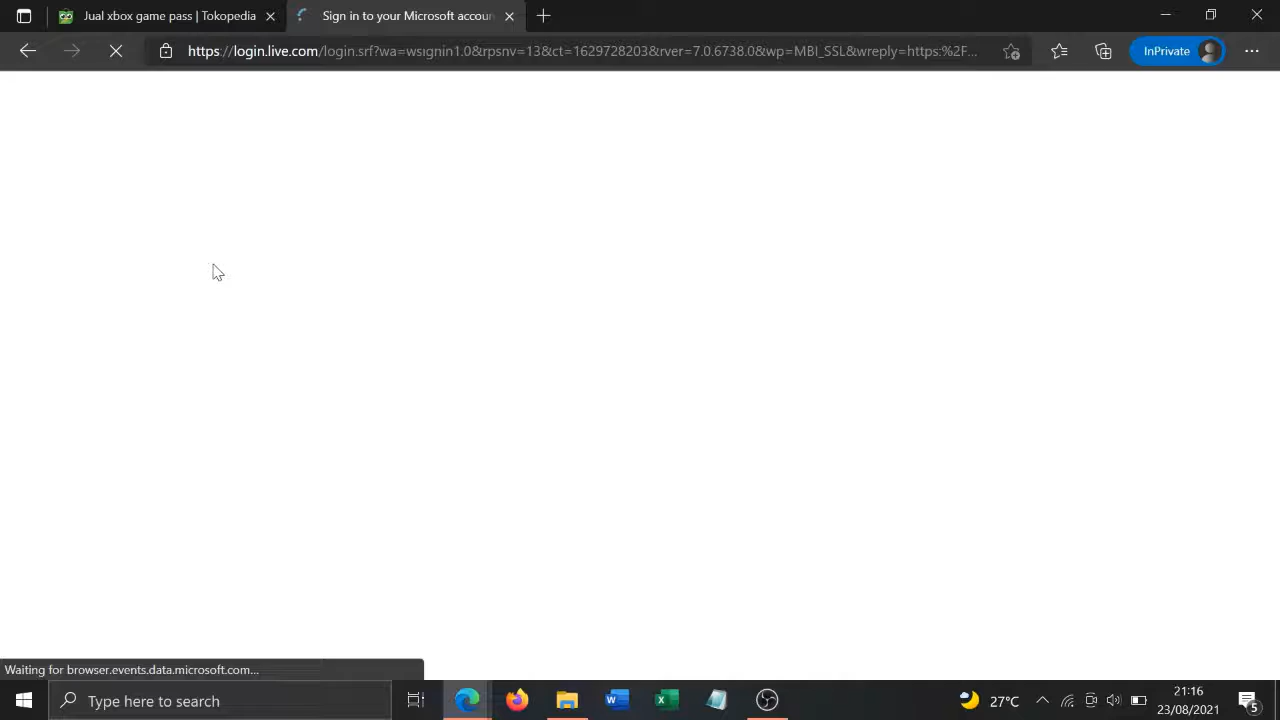 Jual xbox game pass | Tokopedia
Sign in to your Microsoft accoun
https://login.live.com/login.srf?wa=wsignin1.0&rpsnv=13&ct=1629728203&rver=7.0.6738.0&wp=MBI_SSL&wreply=https:%2F...
InPrivate
Waiting for browser.events.data.microsoft.com...
Type here to search
27°C
21:16
23/08/2021
5